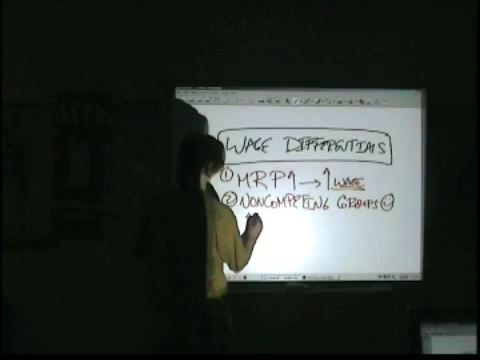 WAGE DIFFERENTIALS
① MRP↑ → ↑ WAGE
② NONCOMPETING GROUPS ☺